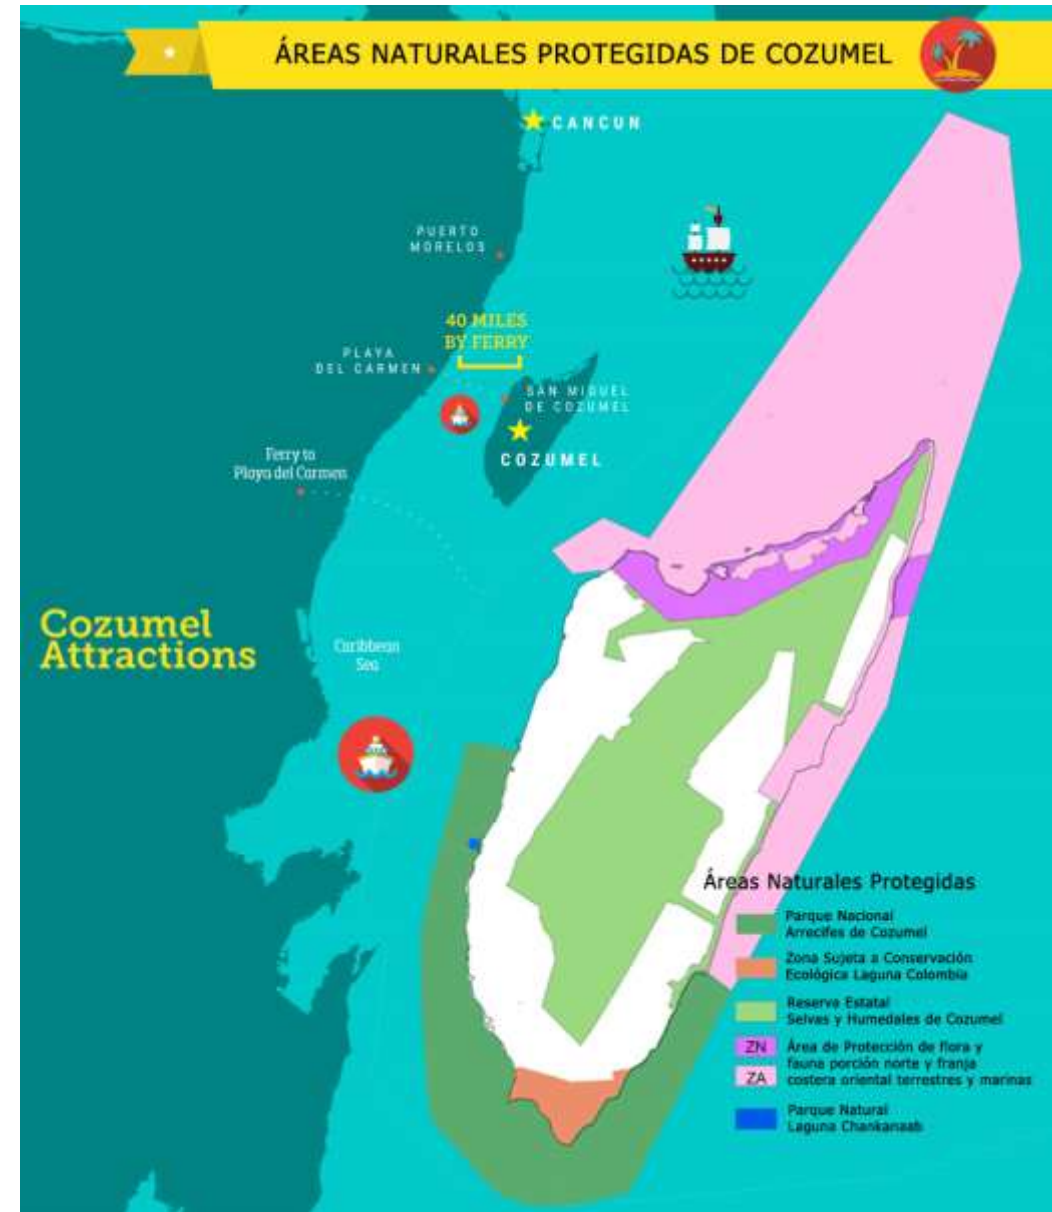 ÁREAS NATURALES PROTEGIDAS DE COZUMEL
CANCUN
PUERTO
MORELOS
40 MILES
BY FERRY
PLAYA
DEL CARMEN
SAN MIGUEL
DE COZUMEL
COZUMEL
Ferry to
Playa del Carmen
Cozumel
Attractions
Caribbean
Sea
Áreas Naturales Protegidas
Parque Nacional
Arrecifes de Cozumel
Zona Sujeta a Conservación
Ecológica Laguna Colombia
Reserva Estatal
Selvas y Humedales de Cozumel
ZN Área de Protección de flora y
fauna porción norte y franja
ZA costera oriental terrestres y marinas
Parque Natural
Laguna Chankanaab